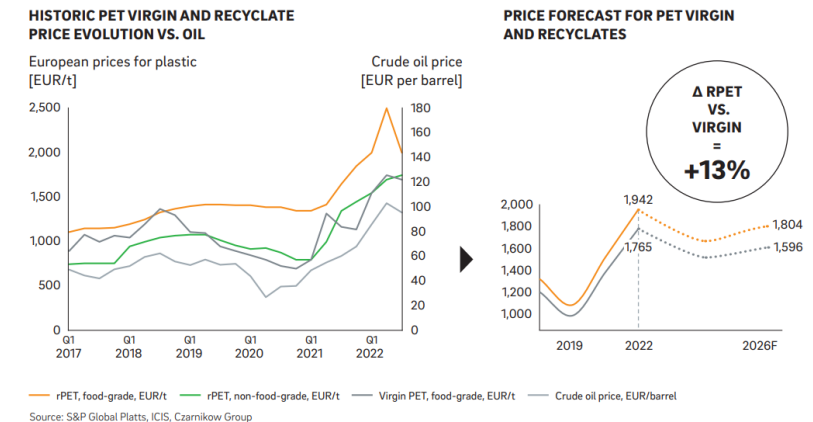 HISTORIC PET VIRGIN AND RECYCLATE
PRICE EVOLUTION VS. OIL
European prices for plastic
[EUR/t]
Crude oil price
[EUR per barrel]
2,500
2,000
1,500
1,000
500
0
180
160
140
120
100
80
60
40
20
0
Q1
2017
Q1
2018
Q1
2019
Q1
2020
Q1
2021
Q1
2022
PRICE FORECAST FOR PET VIRGIN
AND RECYCLATES
Δ RPET
VS.
VIRGIN
=
+13%
2,000
1,800
1,600
1,400
1,200
1,000
1,942
1,765
1,804
1,596
2019
2022
2026F
rPET, food-grade, EUR/t
rPET, non-food-grade, EUR/t
Virgin PET, food-grade, EUR/t
Crude oil price, EUR/barrel
Source: S&P Global Platts, ICIS, Czarnikow Group